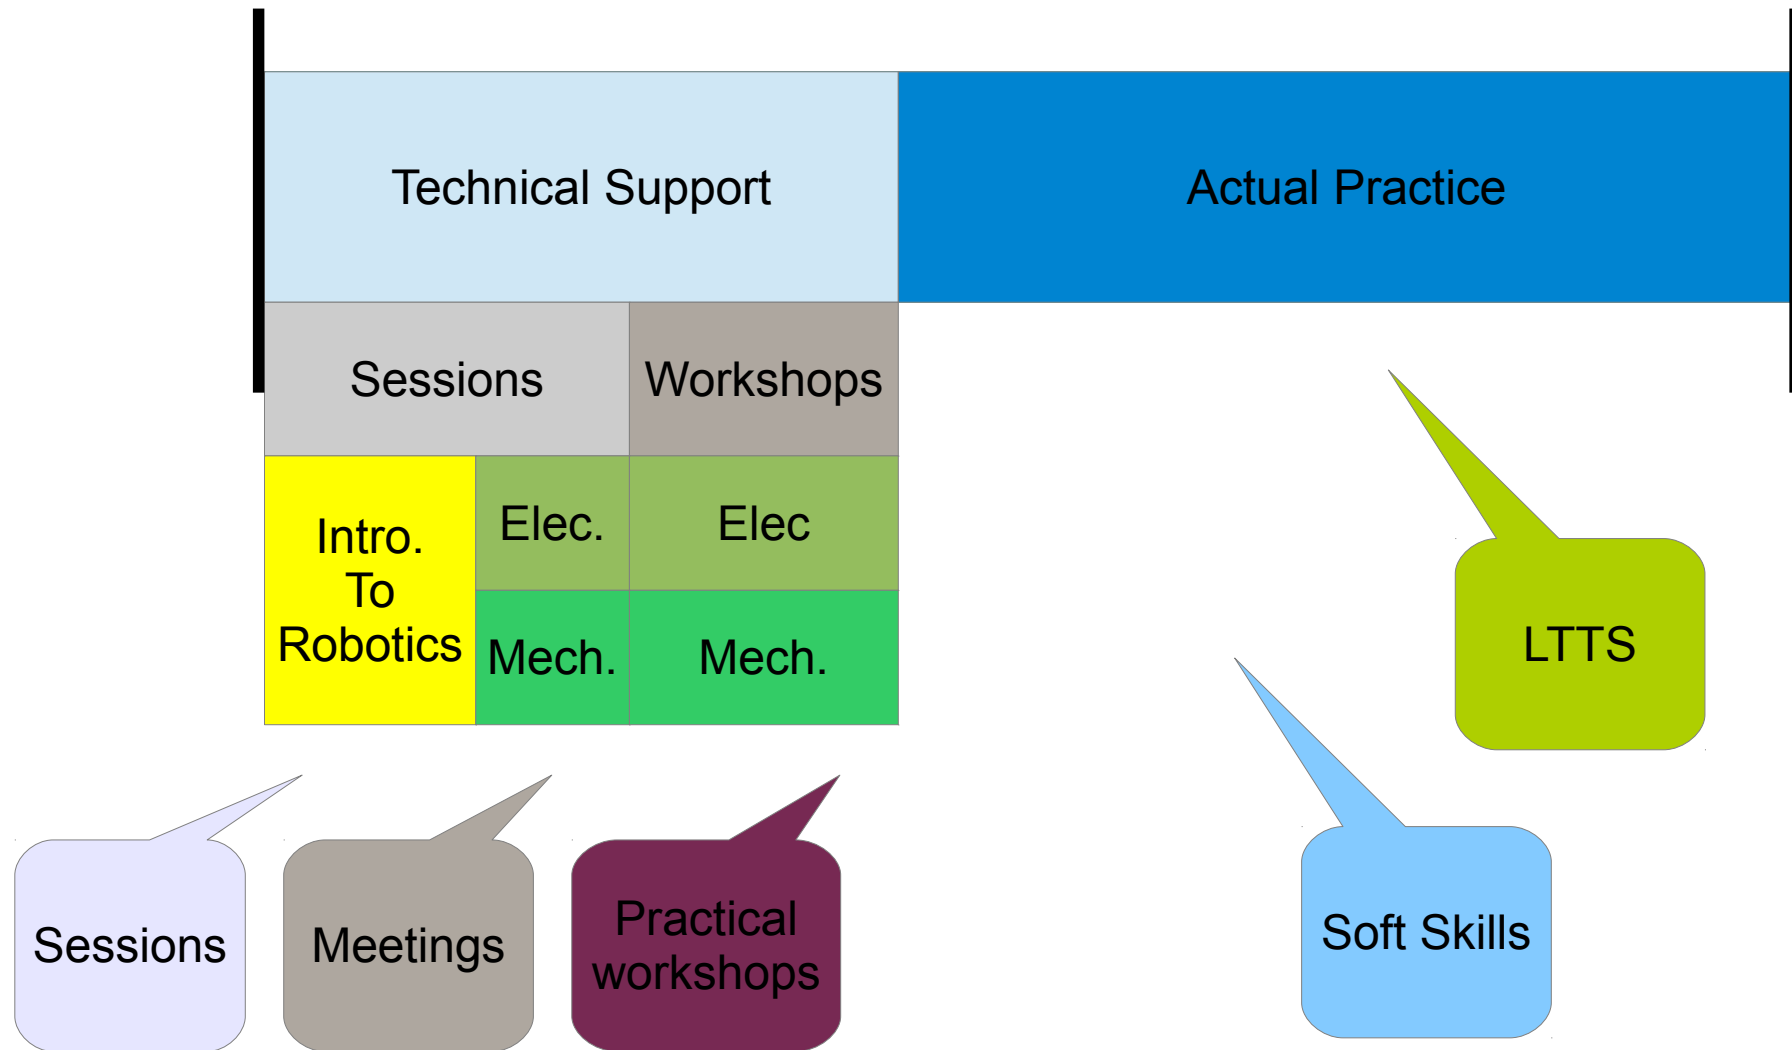 Technical Support
Actual Practice
Sessions
Workshops
Intro.
To
Robotics
Elec.
Elec
Mech.
Mech.
LTTS
Sessions
Meetings
Practical
workshops
Soft Skills